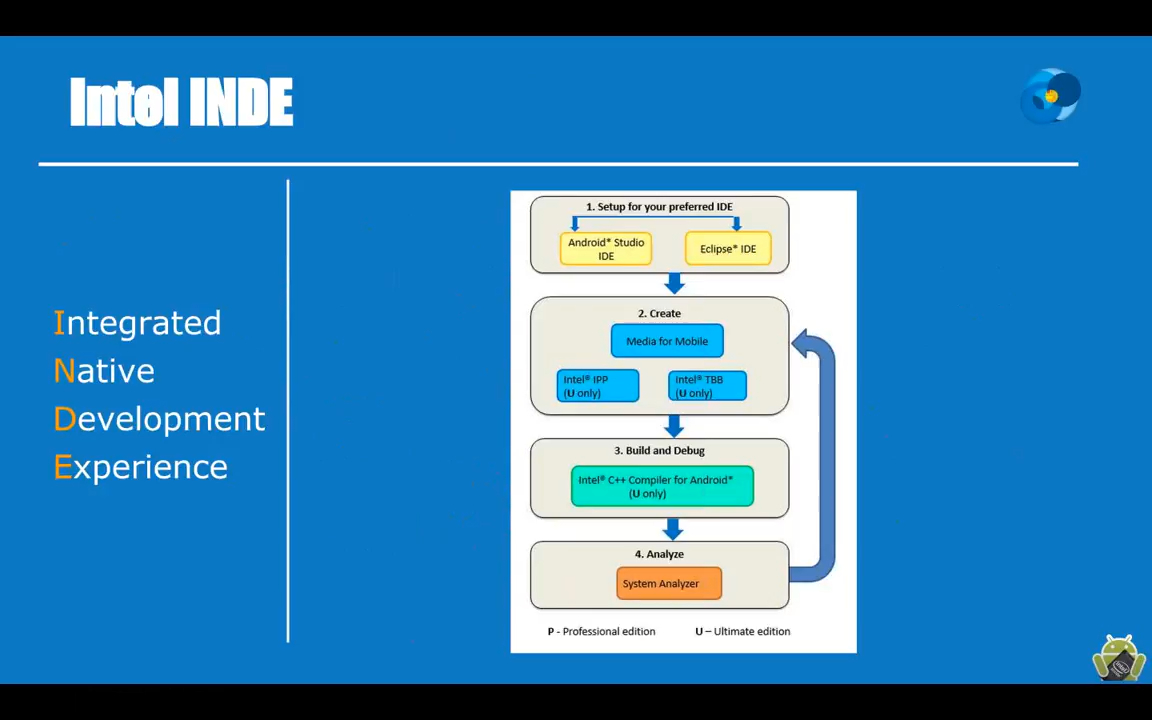 Intel INDE
Integrated
Native
Development
Experience
1. Setup for your preferred IDE
Android* Studio
IDE
Eclipse* IDE
2. Create
Media for Mobile
Intel® IPP
(U only)
Intel® TBB
(U only)
3. Build and Debug
Intel® C++ Compiler for Android*
(U only)
4. Analyze
System Analyzer
P - Professional edition
U – Ultimate edition